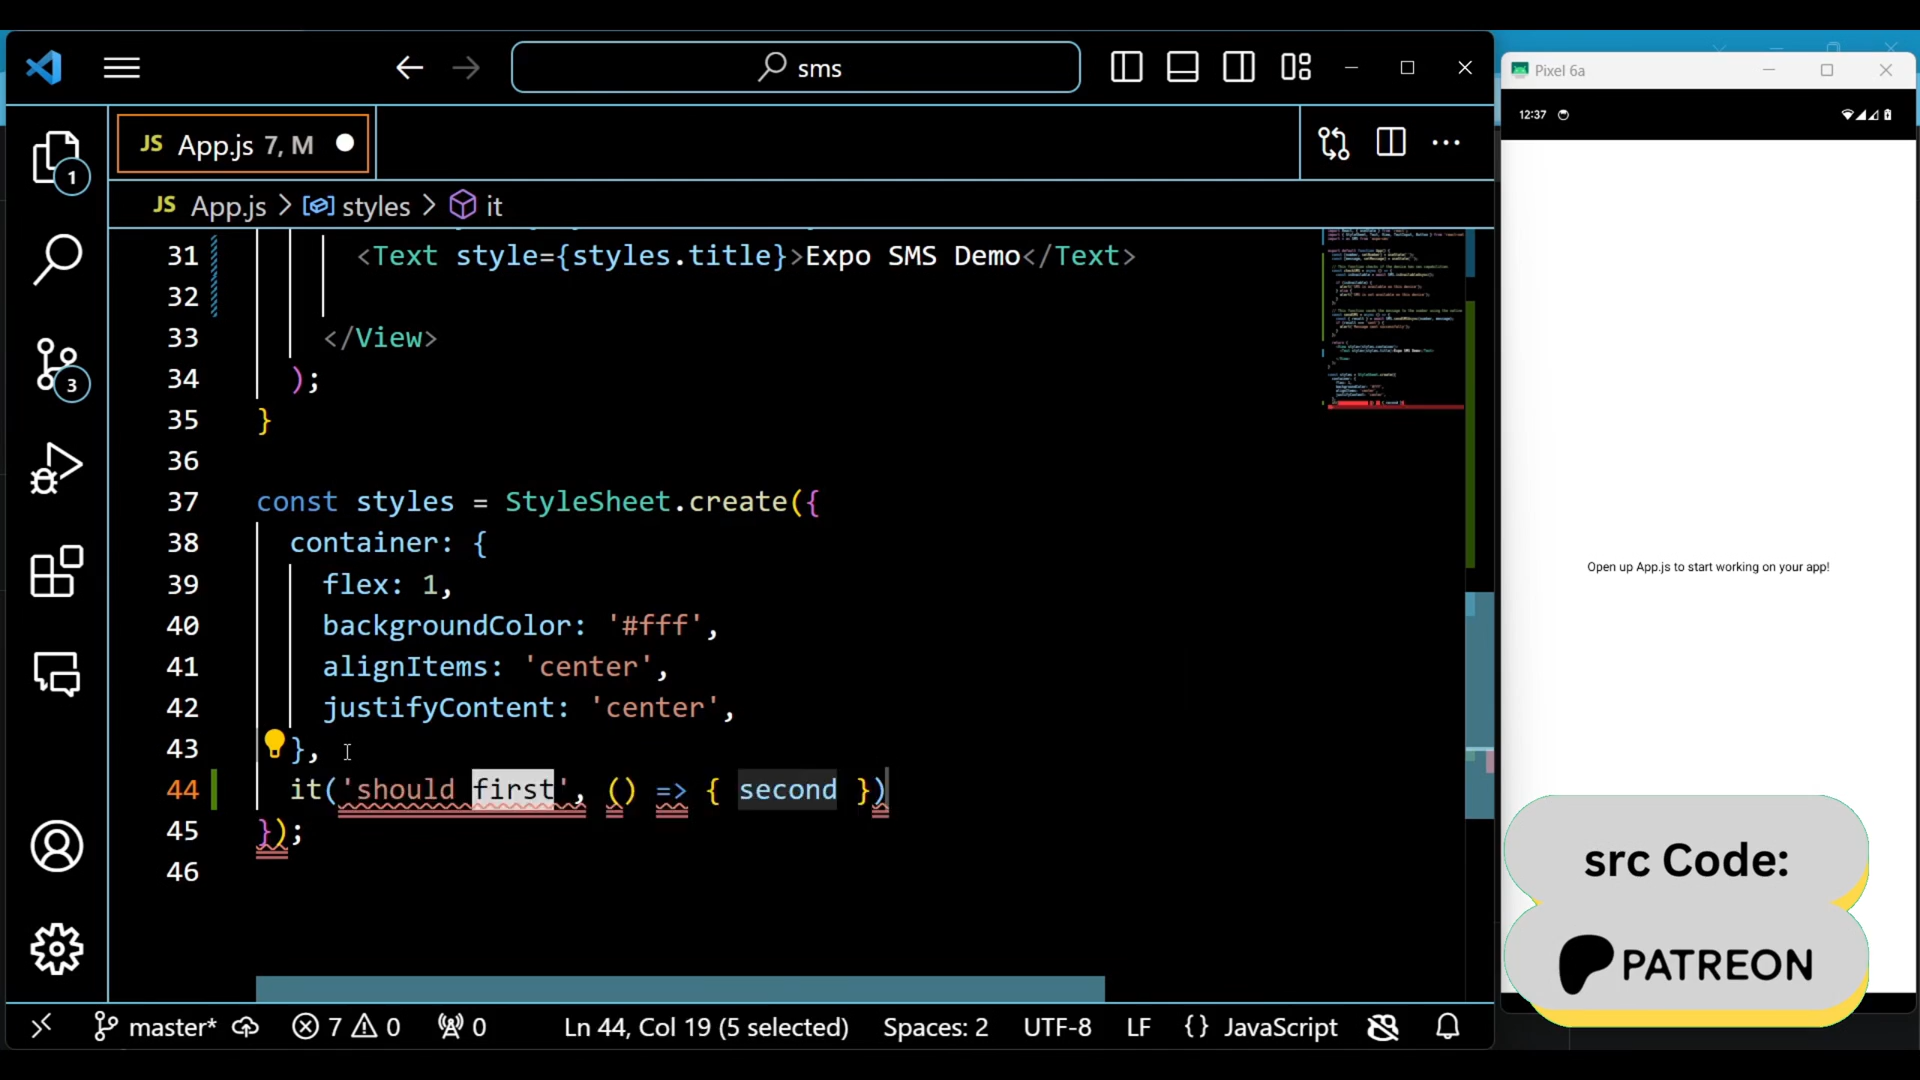 sms
JS App.js 7, M
JS App.js > styles > it
31 <Text style={styles.title}>Expo SMS Demo</Text>
32
33 </View>
34 );
35 }
36
37 const styles = StyleSheet.create({
38 container: {
39 flex: 1,
40 backgroundColor: '#fff',
41 alignItems: 'center',
42 justifyContent: 'center',
43 },
44 it('should first', () => { second })
45 });
46
1
3
master* 7 0 0 Ln 44, Col 19 (5 selected) Spaces: 2 UTF-8 LF {} JavaScript
Pixel 6a
12:37
Open up App.js to start working on your app!
src Code:
PATREON